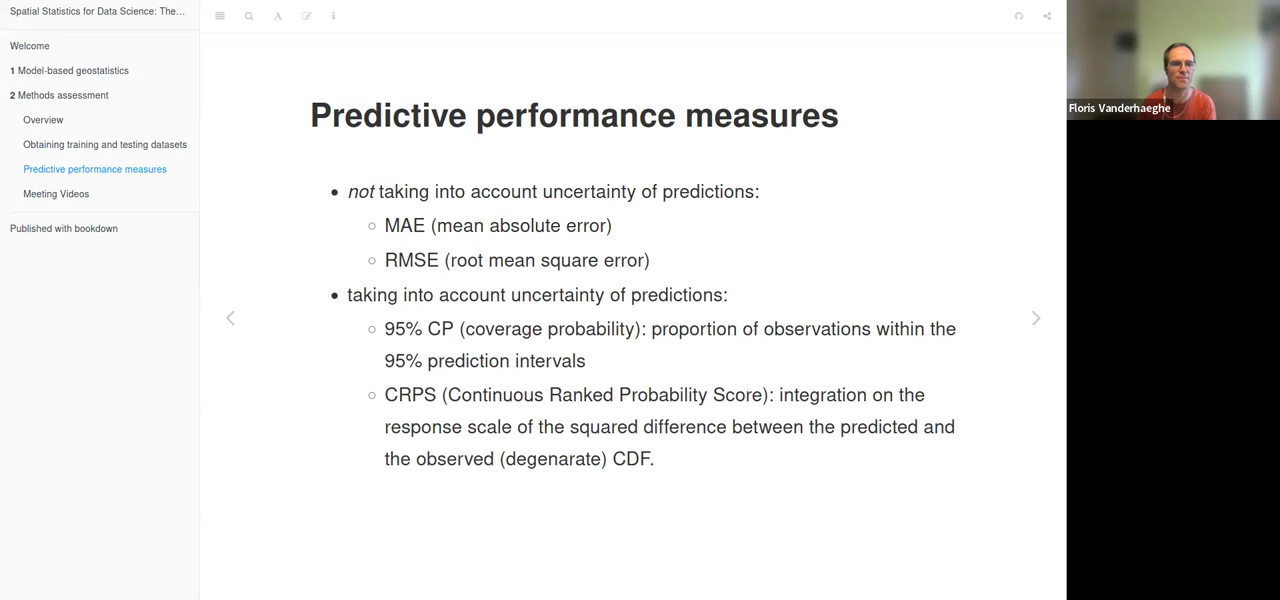 Spatial Statistics for Data Science: The...
Welcome
1 Model-based geostatistics
2 Methods assessment
Overview
Obtaining training and testing datasets
Predictive performance measures
Meeting Videos
Published with bookdown
Predictive performance measures
• not taking into account uncertainty of predictions:
○ MAE (mean absolute error)
○ RMSE (root mean square error)
• taking into account uncertainty of predictions:
○ 95% CP (coverage probability): proportion of observations within the
95% prediction intervals
○ CRPS (Continuous Ranked Probability Score): integration on the
response scale of the squared difference between the predicted and
the observed (degenarate) CDF.
Floris Vanderhaeghe